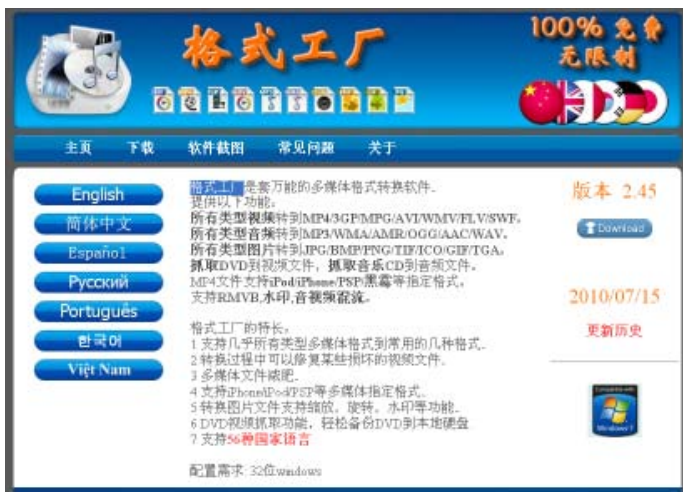 格式工厂
100% 免费
无限制
主页 下载 软件截图 常见问题 关于
English
简体中文
Español
Русский
Português
한국어
Việt Nam
格式工厂是套万能的多媒体格式转换软件.
提供以下功能:
所有类型视频转到MP4/3GP/MPG/AVI/WMV/FLV/SWF。
所有类型音频转到MP3/WMA/AMR/OGG/AAC/WAV。
所有类型图片转到JPG/BMP/PNG/TIF/ICO/GIF/TGA。
抓取DVD到视频文件，抓取音乐CD到音频文件。
MP4文件支持iPod/iPhone/PSP/黑莓等指定格式。
支持RMVB,水印,音视频混流。
格式工厂的特长。
1 支持几乎所有类型多媒体格式到常用的几种格式.
2 转换过程中可以修复某些损坏的视频文件.
3 多媒体文件减肥.
4 支持iPhone/iPod/PSP等多媒体指定格式.
5 转换图片文件支持缩放，旋转，水印等功能.
6 DVD视频抓取功能，轻松备份DVD到本地硬盘
7 支持56种国家语言
配置需求: 32位windows
版本 2.45
Download
2010/07/15
更新历史
Windows 7